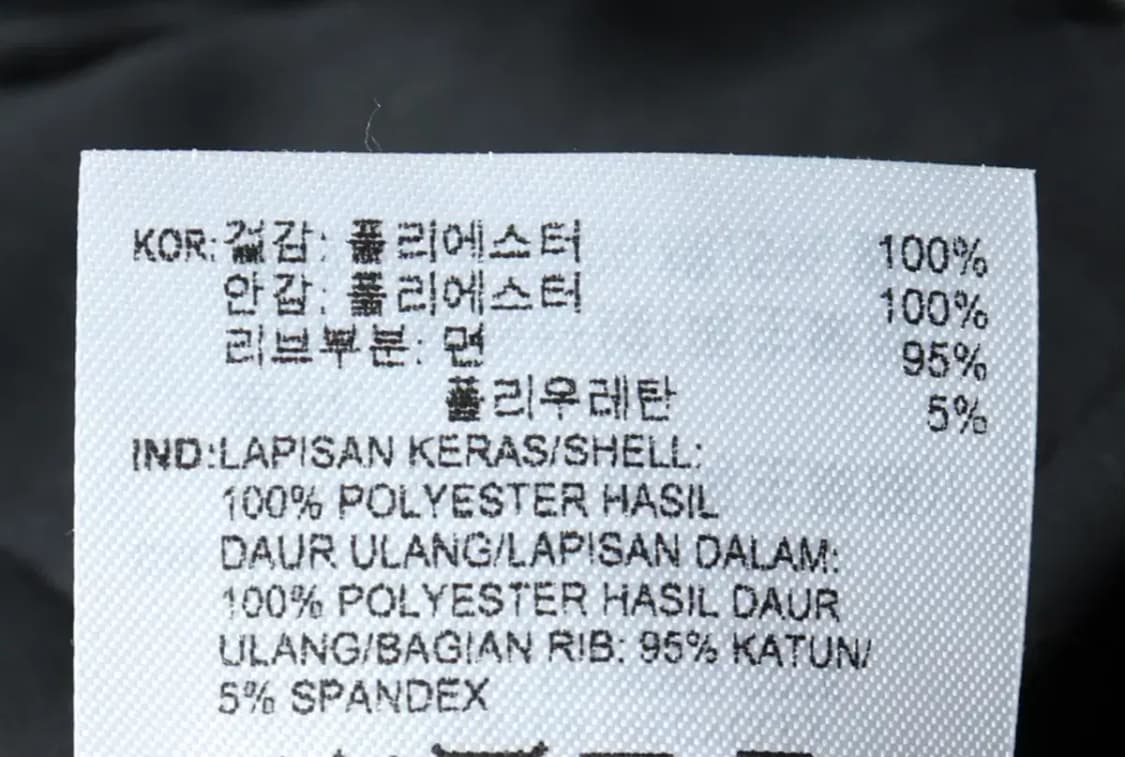 KOR: 겉감: 폴리에스터 100%
안감: 폴리에스터 100%
리브부분: 면 95%
폴리우레탄 5%
IND:LAPISAN KERAS/SHELL:
100% POLYESTER HASIL
DAUR ULANG/LAPISAN DALAM:
100% POLYESTER HASIL DAUR
ULANG/BAGIAN RIB: 95% KATUN/
5% SPANDEX